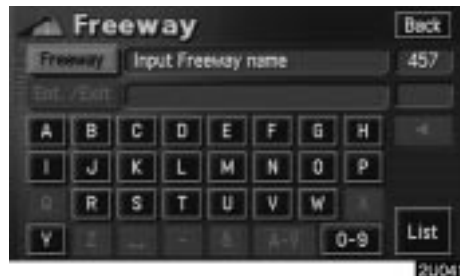 Freeway Back
Freeway Input Freeway name 457
Ent. /Exit
A B C D E F G H
I J K L M N O P
Q R S T U V W X
Y Z - & A-Y 0-9 List
2U04